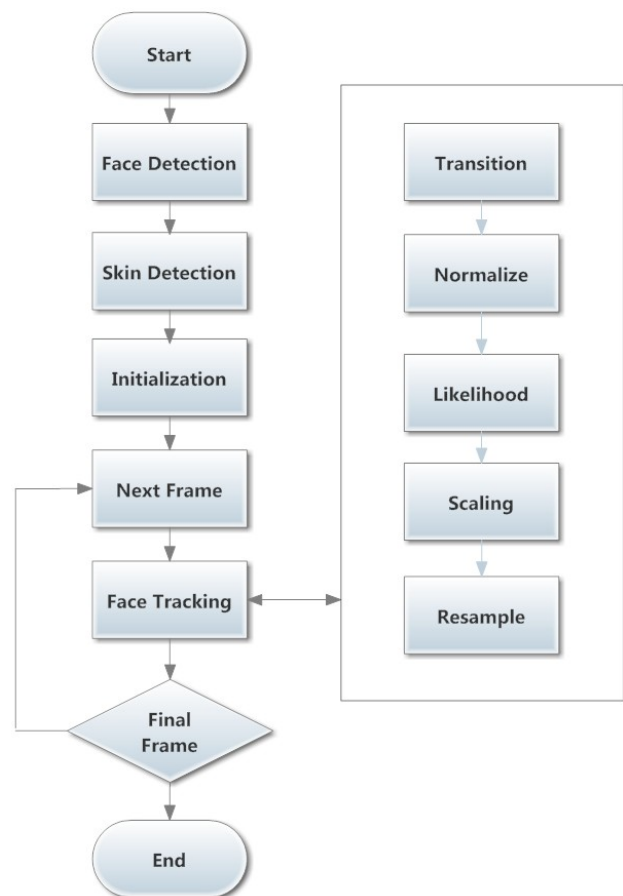 Start
Face Detection
Skin Detection
Initialization
Next Frame
Face Tracking
Final
Frame
End
Transition
Normalize
Likelihood
Scaling
Resample